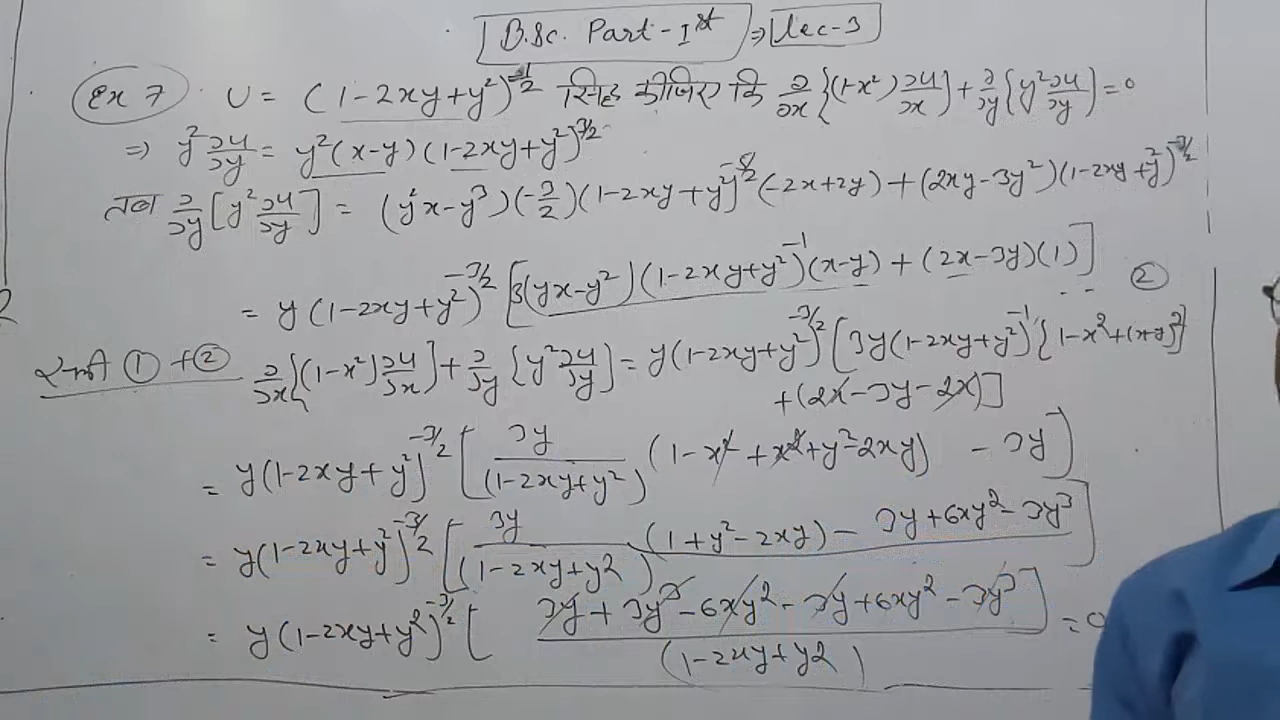 B.Sc. Part-Ist ⇒ Lec-3
Ex 7 U = (1-2xy+y²)^-1/2 सिद्ध कीजिए कि ∂/∂x {(1-x²) ∂u/∂x] + ∂/∂y { y² ∂u/∂y } = 0
⇒ y² ∂u/∂y = y²(x-y) (1-2xy+y²)^3/2
तब ∂/∂y [y² ∂u/∂y] = (y²x-y³)(-3/2)(1-2xy+y²)^-5/2 (-2x+2y) + (2xy-3y²)(1-2xy+y²)^-3/2
= y (1-2xy+y²)^-3/2 [3(yx-y²)(1-2xy+y²)^-1 (x-y) + (2x-3y)(1)] ②
① + ② ∂/∂x {(1-x²) ∂u/∂x] + ∂/∂y { y² ∂u/∂y } = y(1-2xy+y²)^-3/2 [3y(1-2xy+y²)^-1 {1-x²+(x-y)²}
+(2x-3y-2x)]
= y(1-2xy+y²)^-3/2 [ 3y/(1-2xy+y²) (1-x²+x²+y²-2xy) - 3y ]
= y(1-2xy+y²)^-3/2 [ 3y/(1-2xy+y2) (1+y²-2xy) - 3y+6xy²-3y³ ]
= y(1-2xy+y²)^-3/2 [ 3y+3y³-6xy²-3y+6xy²-3y³ / (1-2xy+y2) ] = 0